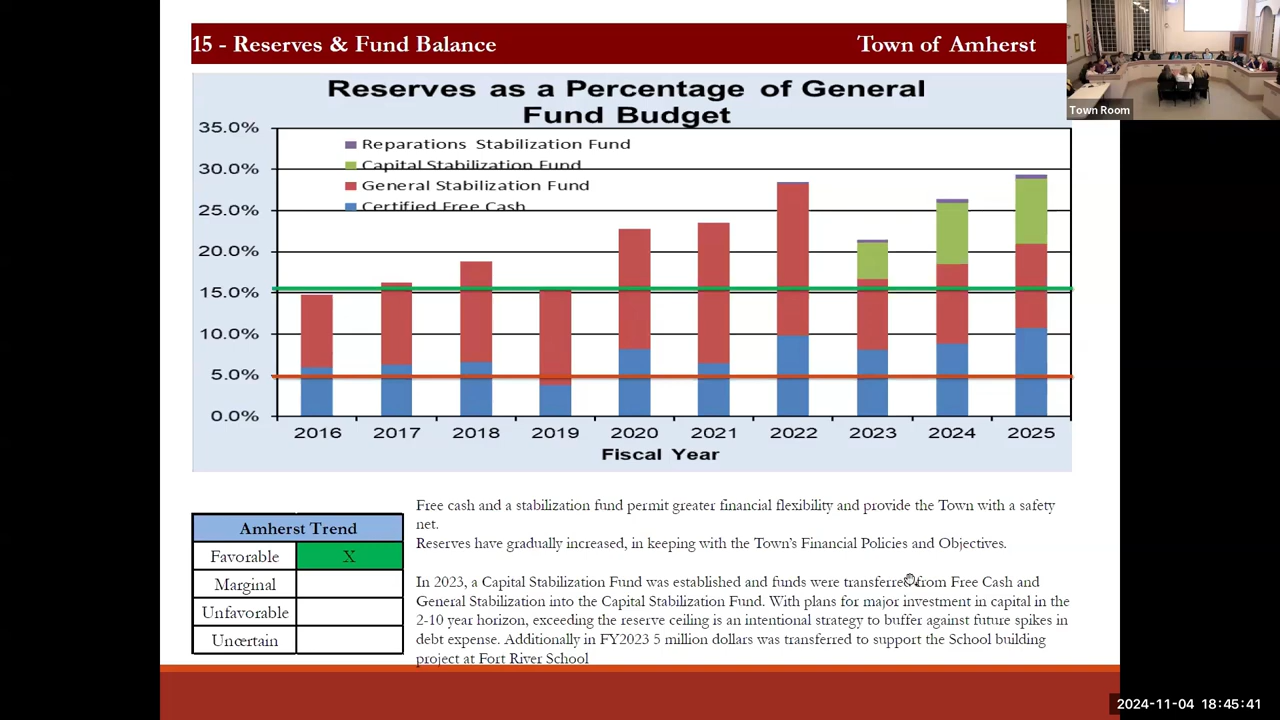 15 - Reserves & Fund Balance
Town of Amherst
Town Room
Reserves as a Percentage of General
Fund Budget
35.0%
30.0%
25.0%
20.0%
15.0%
10.0%
5.0%
0.0%
Reparations Stabilization Fund
Capital Stabilization Fund
General Stabilization Fund
Certified Free Cash
2016 2017 2018 2019 2020 2021 2022 2023 2024 2025
Fiscal Year
Amherst Trend
Favorable X
Marginal
Unfavorable
Uncertain
Free cash and a stabilization fund permit greater financial flexibility and provide the Town with a safety
net.
Reserves have gradually increased, in keeping with the Town's Financial Policies and Objectives.
In 2023, a Capital Stabilization Fund was established and funds were transferred from Free Cash and
General Stabilization into the Capital Stabilization Fund. With plans for major investment in capital in the
2-10 year horizon, exceeding the reserve ceiling is an intentional strategy to buffer against future spikes in
debt expense. Additionally in FY2023 5 million dollars was transferred to support the School building
project at Fort River School
2024-11-04 18:45:41